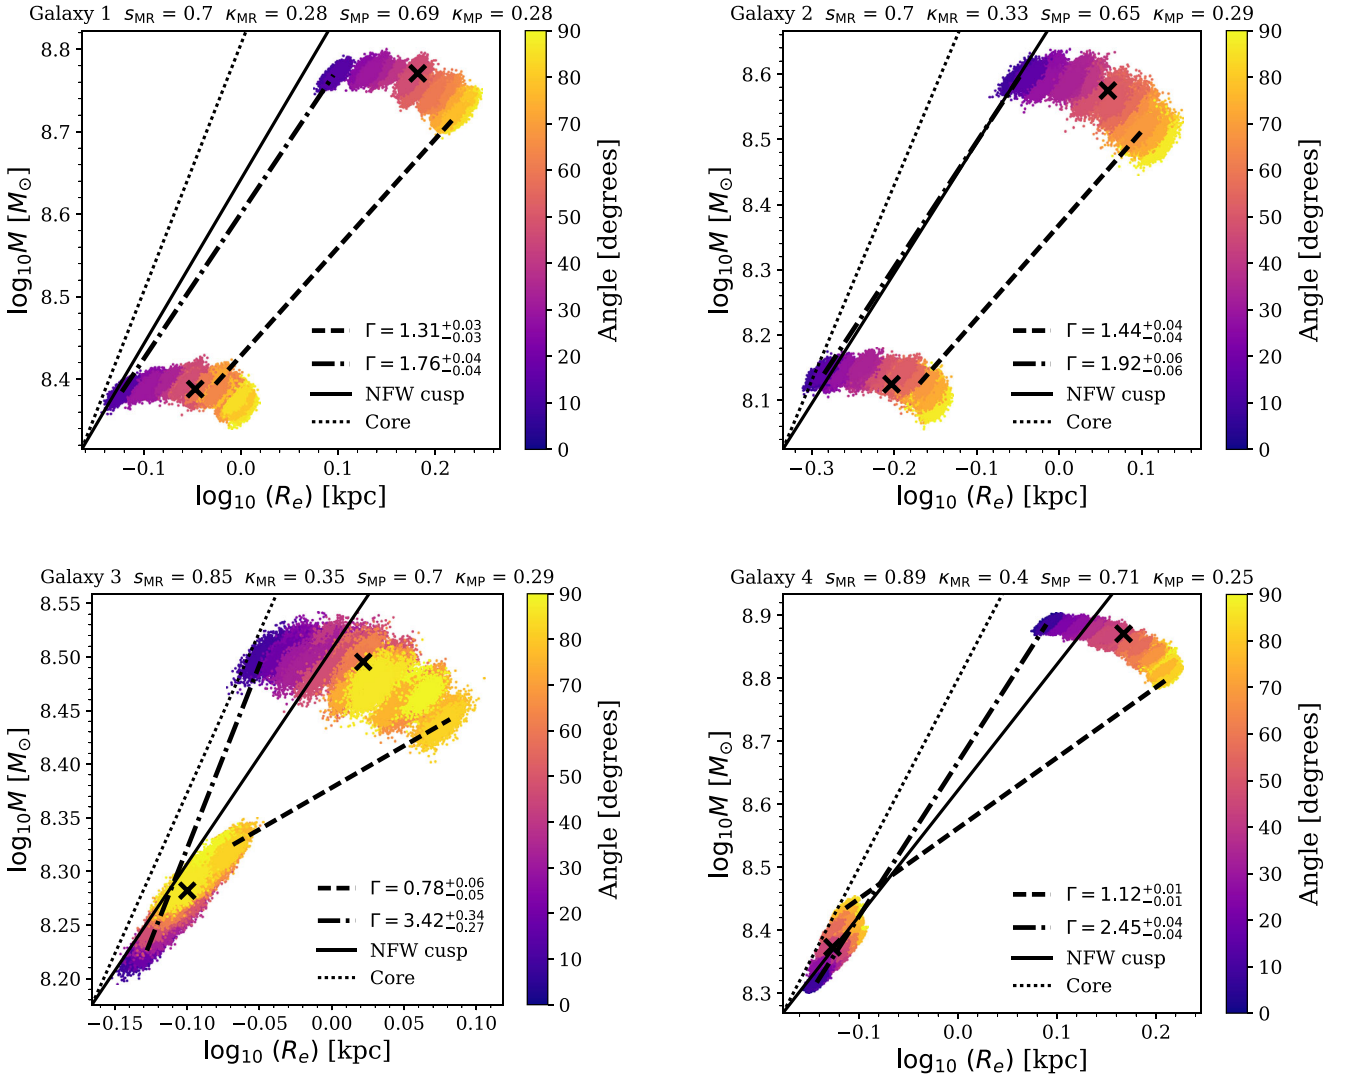 Galaxy 1 s_MR = 0.7 κ_MR = 0.28 s_MP = 0.69 κ_MP = 0.28
log₁₀M [M⊙]
8.8
8.7
8.6
8.5
8.4
−0.1 0.0 0.1 0.2
log₁₀ (Rₑ) [kpc]
Γ = 1.31 +0.03 −0.03
Γ = 1.76 +0.04 −0.04
NFW cusp
Core
90
80
70
60
50
40
30
20
10
0
Angle [degrees]
Galaxy 2 s_MR = 0.7 κ_MR = 0.33 s_MP = 0.65 κ_MP = 0.29
log₁₀M [M⊙]
8.6
8.5
8.4
8.3
8.2
8.1
−0.3 −0.2 −0.1 0.0 0.1
log₁₀ (Rₑ) [kpc]
Γ = 1.44 +0.04 −0.04
Γ = 1.92 +0.06 −0.06
NFW cusp
Core
90
80
70
60
50
40
30
20
10
0
Angle [degrees]
Galaxy 3 s_MR = 0.85 κ_MR = 0.35 s_MP = 0.7 κ_MP = 0.29
log₁₀M [M⊙]
8.55
8.50
8.45
8.40
8.35
8.30
8.25
8.20
−0.15 −0.10 −0.05 0.00 0.05 0.10
log₁₀ (Rₑ) [kpc]
Γ = 0.78 +0.06 −0.05
Γ = 3.42 +0.34 −0.27
NFW cusp
Core
90
80
70
60
50
40
30
20
10
0
Angle [degrees]
Galaxy 4 s_MR = 0.89 κ_MR = 0.4 s_MP = 0.71 κ_MP = 0.25
log₁₀M [M⊙]
8.9
8.8
8.7
8.6
8.5
8.4
8.3
−0.1 0.0 0.1 0.2
log₁₀ (Rₑ) [kpc]
Γ = 1.12 +0.01 −0.01
Γ = 2.45 +0.04 −0.04
NFW cusp
Core
90
80
70
60
50
40
30
20
10
0
Angle [degrees]